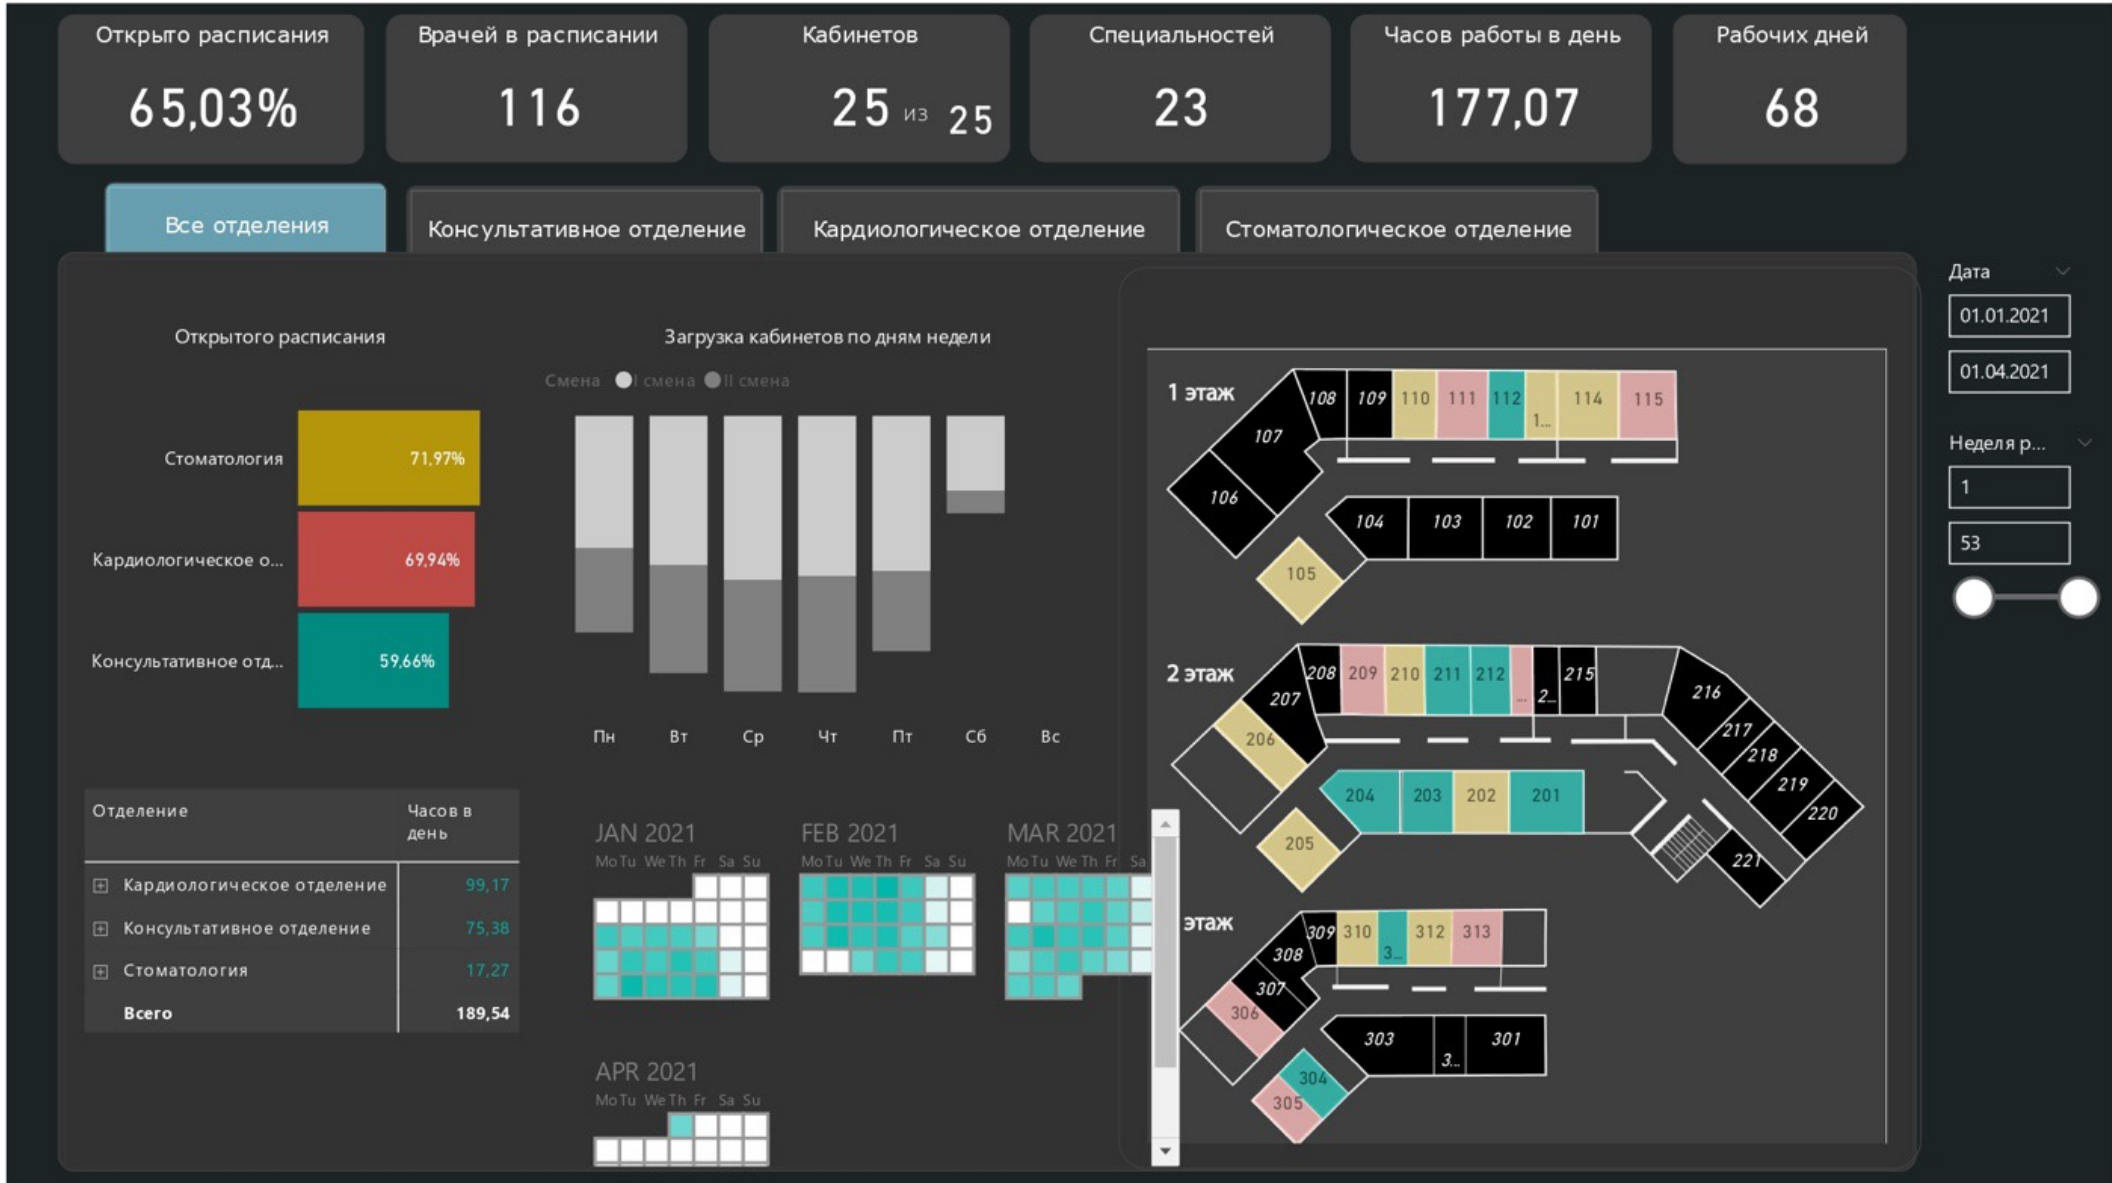 Открыто расписания
65,03%
Врачей в расписании
116
Кабинетов
25 из 25
Специальностей
23
Часов работы в день
177,07
Рабочих дней
68
Все отделения
Консультативное отделение
Кардиологическое отделение
Стоматологическое отделение
Дата
01.01.2021
01.04.2021
Неделя р...
1
53
Открытого расписания
Стоматология 71,97%
Кардиологическое о... 69,94%
Консультативное отд... 59,66%
Загрузка кабинетов по дням недели
Смена I смена II смена
Пн Вт Ср Чт Пт Сб Вс
Отделение Часов в
день
Кардиологическое отделение 99,17
Консультативное отделение 75,38
Стоматология 17,27
Всего 189,54
JAN 2021
Mo Tu We Th Fr Sa Su
FEB 2021
Mo Tu We Th Fr Sa Su
MAR 2021
Mo Tu We Th Fr Sa
APR 2021
Mo Tu We Th Fr Sa Su
1 этаж
108 109 110 111 112 1... 114 115
107
106
104 103 102 101
105
2 этаж
208 209 210 211 212 ... 2... 215
207
206
216
217
218
219
220
221
204 203 202 201
205
этаж
309 310 3... 312 313
308
307
306
303 3... 301
304
305